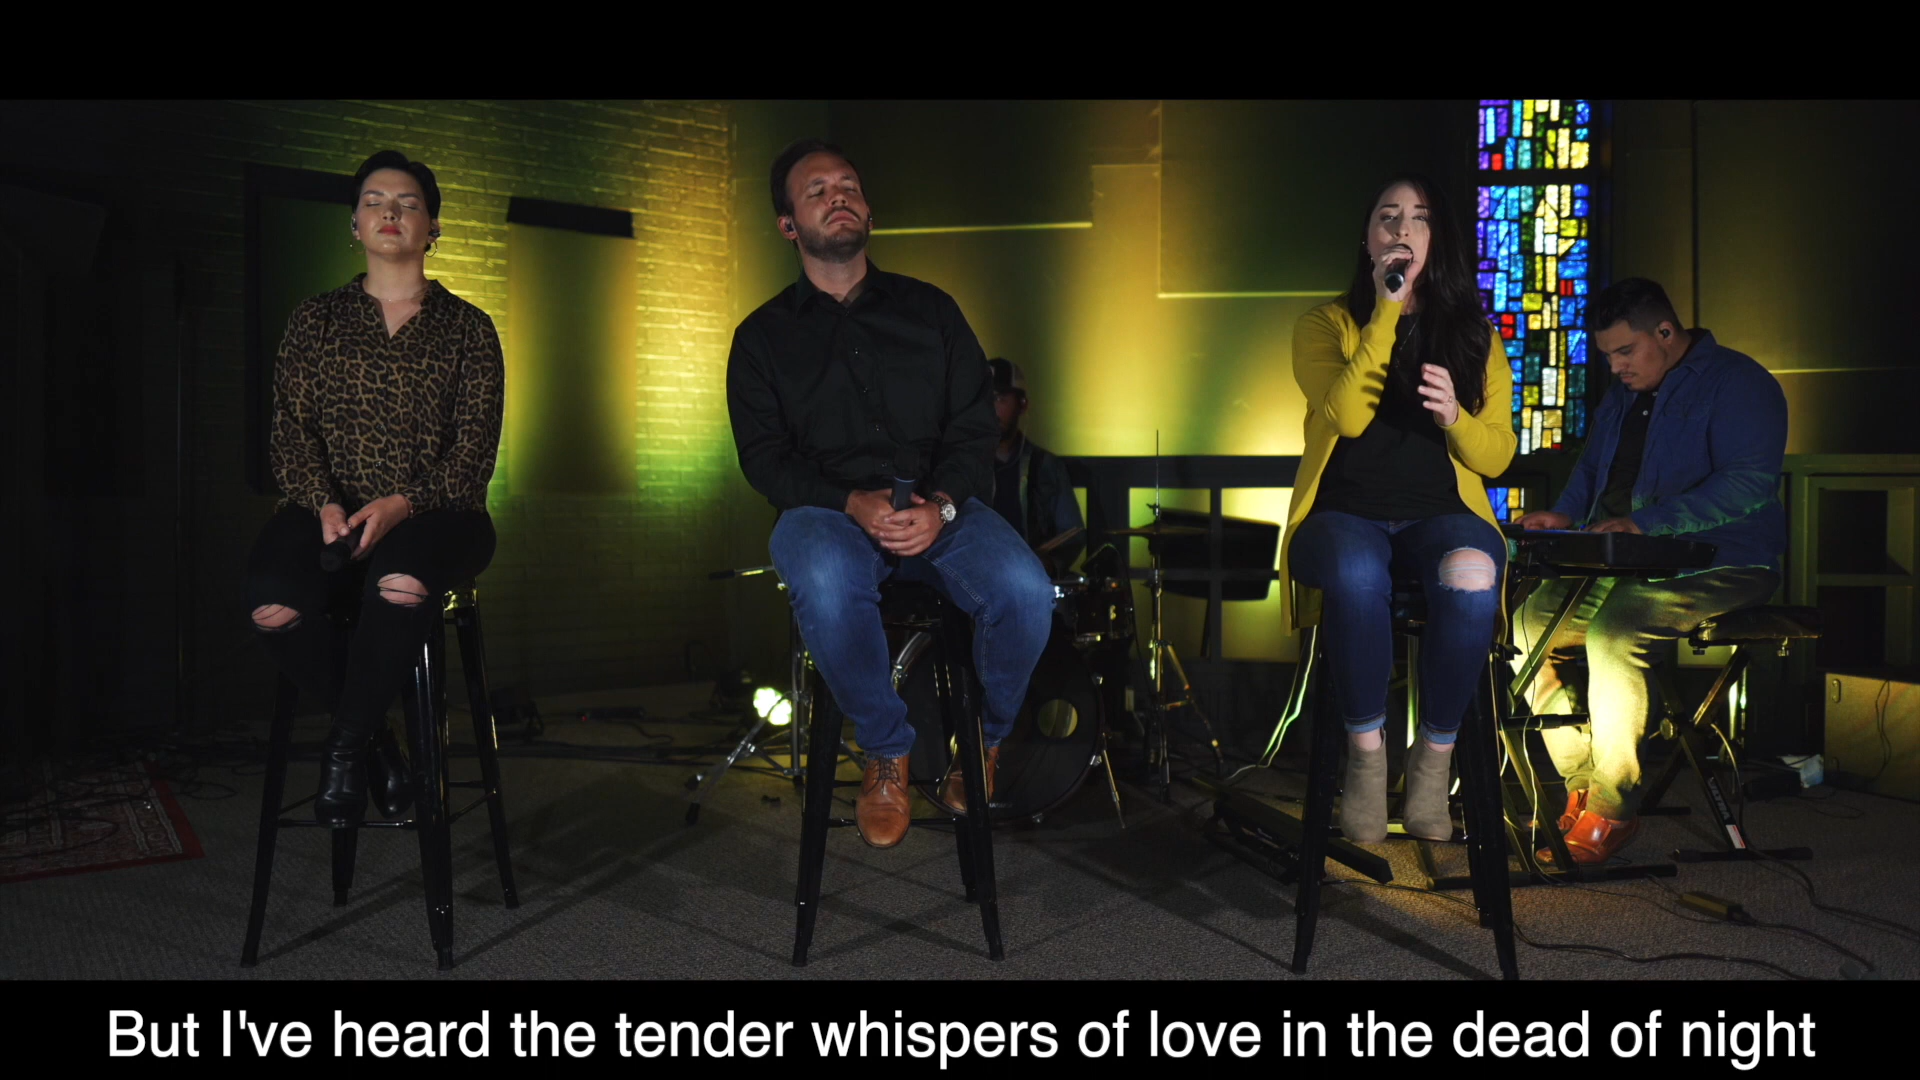 But I've heard the tender whispers of love in the dead of night